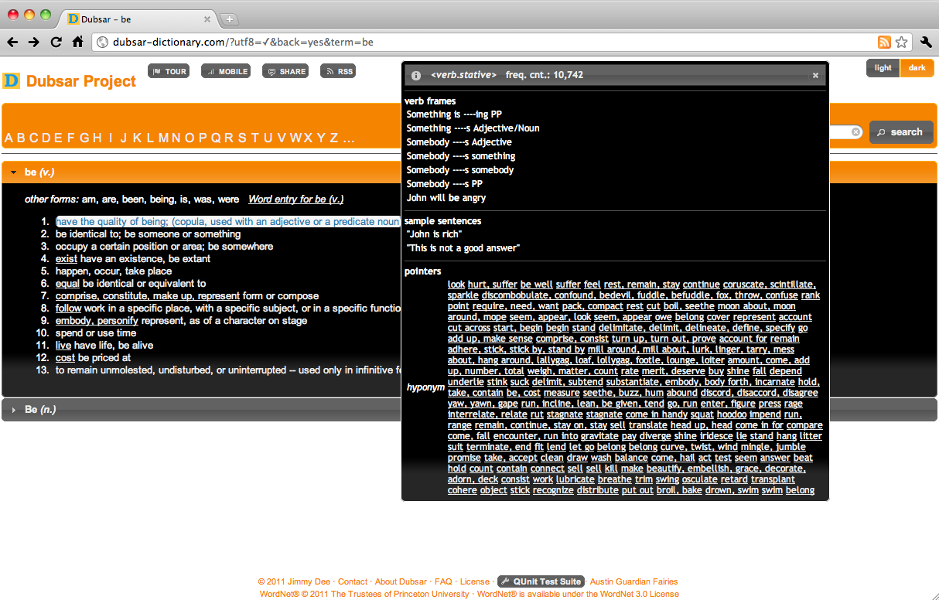 Dubsar – be
dubsar-dictionary.com/?utf8=✓&back=yes&term=be
D Dubsar Project
TOUR
MOBILE
SHARE
RSS
light
dark
A B C D E F G H I J K L M N O P Q R S T U V W X Y Z ...
search
be (v.)
other forms: am, are, been, being, is, was, were Word entry for be (v.)
1. have the quality of being; (copula, used with an adjective or a predicate noun
2. be identical to; be someone or something
3. occupy a certain position or area; be somewhere
4. exist have an existence, be extant
5. happen, occur, take place
6. equal be identical or equivalent to
7. comprise, constitute, make up, represent form or compose
8. follow work in a specific place, with a specific subject, or in a specific functio
9. embody, personify represent, as of a character on stage
10. spend or use time
11. live have life, be alive
12. cost be priced at
13. to remain unmolested, undisturbed, or uninterrupted -- used only in infinitive fo
Be (n.)
<verb.stative> freq. cnt.: 10,742
verb frames
Something is ----ing PP
Something ----s Adjective/Noun
Somebody ----s Adjective
Somebody ----s something
Somebody ----s somebody
Somebody ----s PP
John will be angry
sample sentences
"John is rich"
"This is not a good answer"
pointers
hyponym
look hurt, suffer be well suffer feel rest, remain, stay continue coruscate, scintillate,
sparkle discombobulate, confound, bedevil, fuddle, befuddle, fox, throw, confuse rank
point require, need, want pack, compact rest cut boil, seethe moon about, moon
around, mope seem, appear, look seem, appear owe belong cover represent account
cut across start, begin begin stand delimitate, delimit, delineate, define, specify go
add up, make sense comprise, consist turn up, turn out, prove account for remain
adhere, stick, stick by, stand by mill around, mill about, lurk, linger, tarry, mess
about, hang around, lallygag, loaf, lollygag, footle, lounge, loiter amount, come, add
up, number, total weigh, matter, count rate merit, deserve buy shine fall depend
underlie stink suck delimit, subtend substantiate, embody, body forth, incarnate hold,
take, contain be, cost measure seethe, buzz, hum abound discord, disaccord, disagree
yaw, yawn, gape run, incline, lean, be given, tend go, run enter, figure press rage
interrelate, relate rut stagnate stagnate come in handy squat hoodoo impend run,
range remain, continue, stay on, stay sell translate head up, head come in for compare
come, fall encounter, run into gravitate pay diverge shine iridesce lie stand hang litter
suit terminate, end fit lend let go belong belong curve, twist, wind mingle, jumble
promise take, accept clean draw wash balance come, hail act test seem answer beat
hold count contain connect sell sell kill make beautify, embellish, grace, decorate,
adorn, deck consist work lubricate breathe trim swing osculate retard transplant
cohere object stick recognize distribute put out broil, bake drown, swim swim belong
© 2011 Jimmy Dee · Contact · About Dubsar · FAQ · License · QUnit Test Suite Austin Guardian Fairies
WordNet® © 2011 The Trustees of Princeton University · WordNet® is available under the WordNet 3.0 License